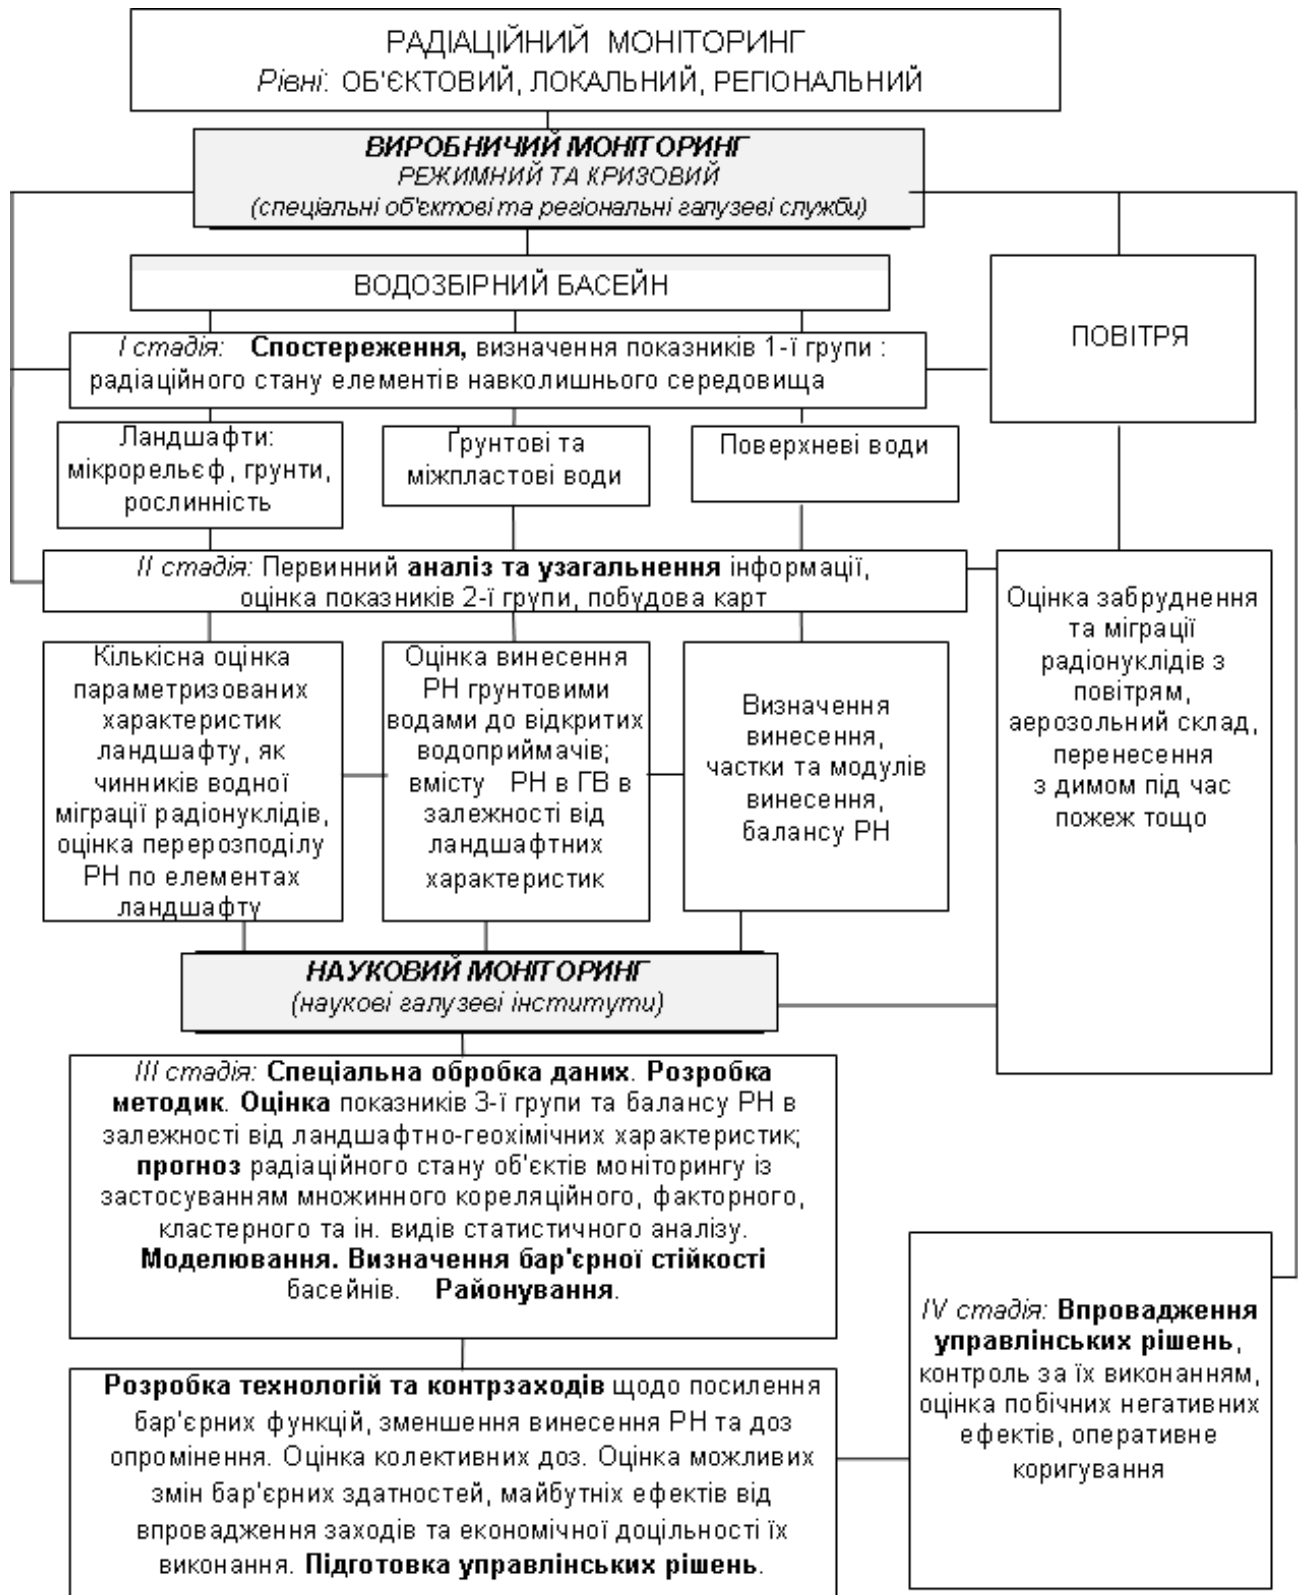 РАДІАЦІЙНИЙ МОНІТОРИНГ
Рівні: ОБ'ЄКТОВИЙ, ЛОКАЛЬНИЙ, РЕГІОНАЛЬНИЙ
ВИРОБНИЧИЙ МОНІТОРИНГ
РЕЖИМНИЙ ТА КРИЗОВИЙ
(спеціальні об'єктові та регіональні галузеві служби)
ВОДОЗБІРНИЙ БАСЕЙН
ПОВІТРЯ
І стадія: Спостереження, визначення показників 1-ї групи :
радіаційного стану елементів навколишнього середовища
Ландшафти:
мікрорельєф, грунти,
рослинність
Ґрунтові та
міжпластові води
Поверхневі води
ІІ стадія: Первинний аналіз та узагальнення інформації,
оцінка показників 2-ї групи, побудова карт
Кількісна оцінка
параметризованих
характеристик
ландшафту, як
чинників водної
міграції радіонуклідів,
оцінка перерозподілу
РН по елементах
ландшафту
Оцінка винесення
РН грунтовими
водами до відкритих
водоприймачів;
вмісту РН в ГВ в
залежності від
ландшафтних
характеристик
Визначення
винесення,
частки та модулів
винесення,
балансу РН
Оцінка забруднення
та міграції
радіонуклідів з
повітрям,
аерозольний склад,
перенесення
з димом під час
пожеж тощо
НАУКОВИЙ МОНІТОРИНГ
(наукові галузеві інститути)
ІІІ стадія: Спеціальна обробка даних. Розробка
методик. Оцінка показників 3-ї групи та балансу РН в
залежності від ландшафтно-геохімічних характеристик;
прогноз радіаційного стану об'єктів моніторингу із
застосуванням множинного кореляційного, факторного,
кластерного та ін. видів статистичного аналізу.
Моделювання. Визначення бар'єрної стійкості
басейнів. Районування.
Розробка технологій та контрзаходів щодо посилення
бар'єрних функцій, зменшення винесення РН та доз
опромінення. Оцінка колективних доз. Оцінка можливих
змін бар'єрних здатностей, майбутніх ефектів від
впровадження заходів та економічної доцільності їх
виконання. Підготовка управлінських рішень.
IV стадія: Впровадження
управлінських рішень,
контроль за їх виконанням,
оцінка побічних негативних
ефектів, оперативне
коригування